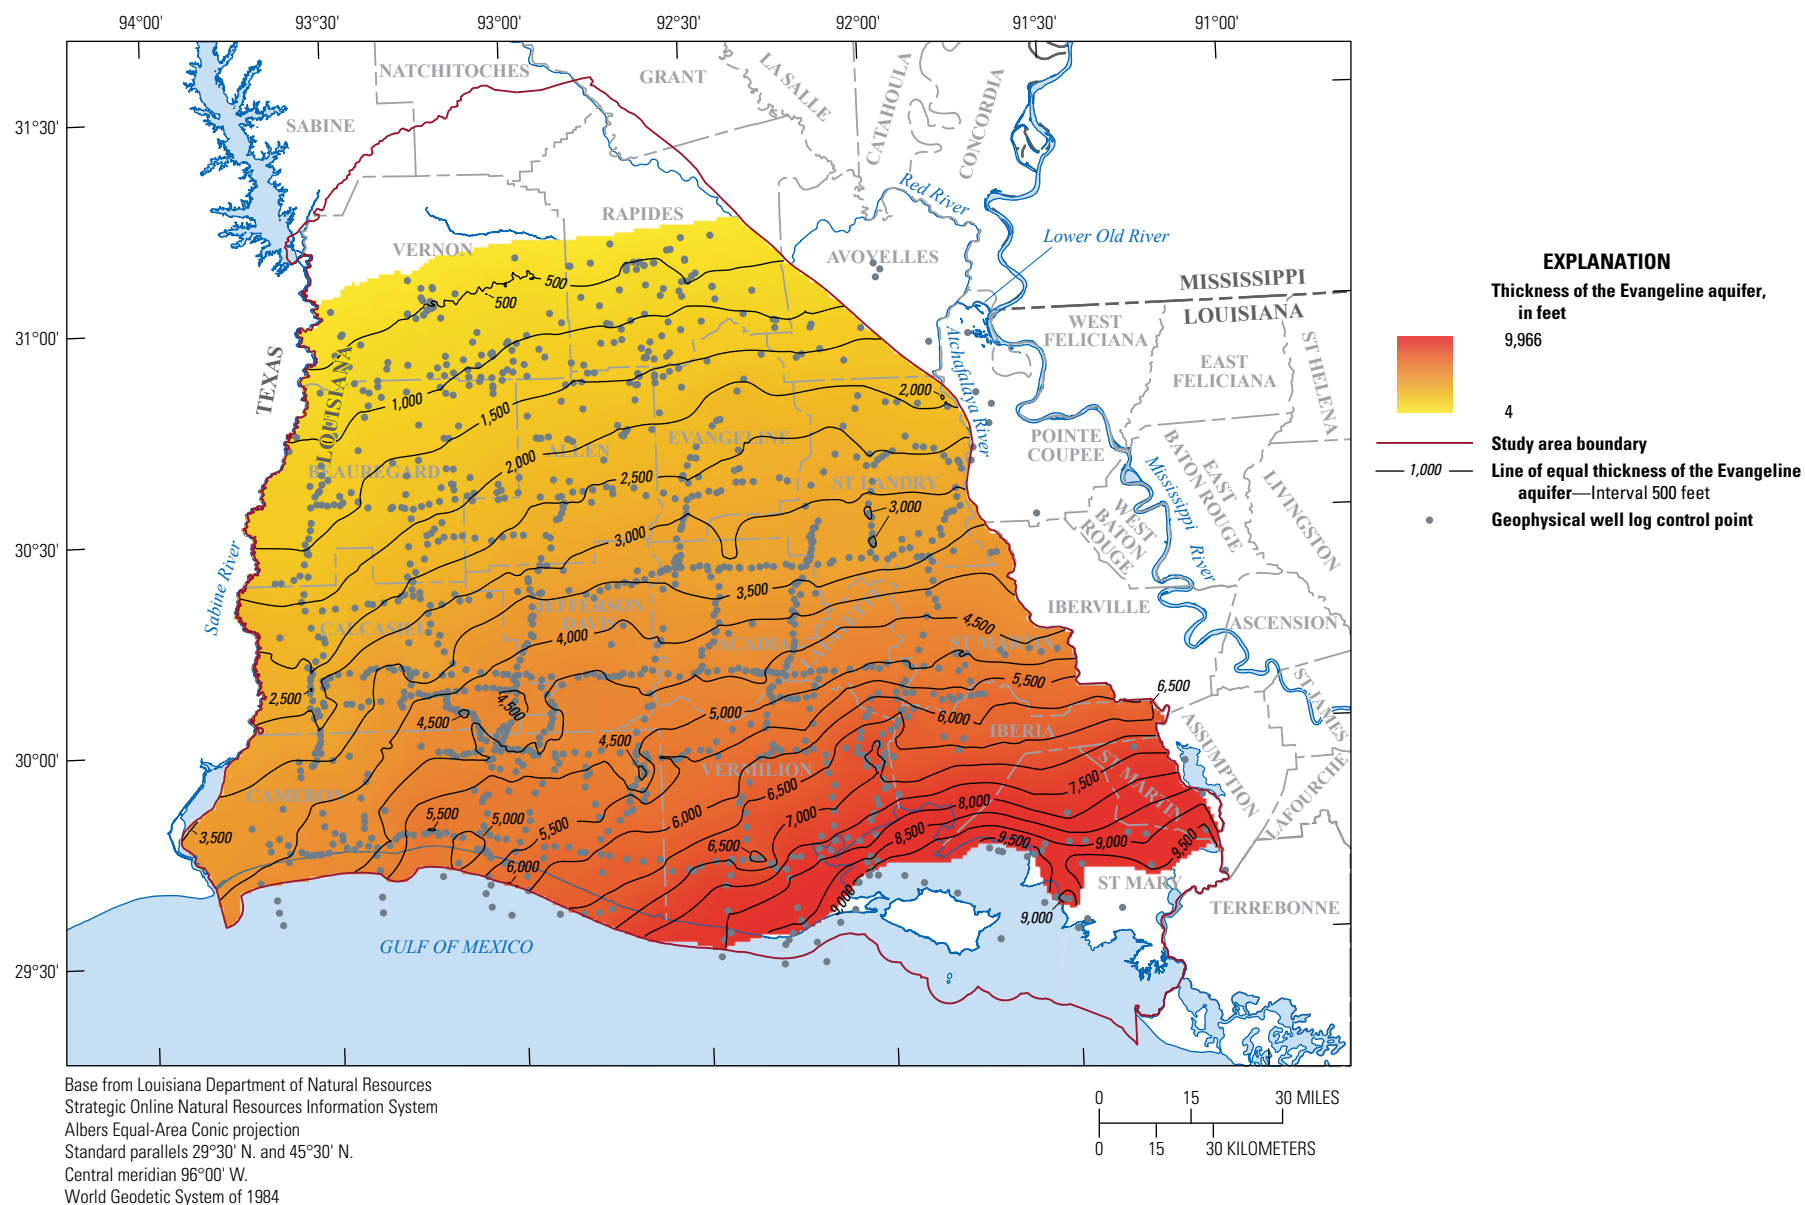 94°00'
93°30'
93°00'
92°30'
92°00'
91°30'
91°00'
31°30'
31°00'
30°30'
30°00'
29°30'
NATCHITOCHES
GRANT
LA SALLE
CATAHOULA
CONCORDIA
SABINE
RAPIDES
VERNON
AVOYELLES
Red River
Lower Old River
MISSISSIPPI
LOUISIANA
WEST
FELICIANA
EAST
FELICIANA
ST HELENA
Atchafalaya River
TEXAS
LOUISIANA
POINTE
COUPEE
Mississippi River
EAST
BATON ROUGE
WEST
BATON
ROUGE
LIVINGSTON
BEAUREGARD
ALLEN
EVANGELINE
ST LANDRY
Sabine River
CALCASIEU
JEFFERSON
DAVIS
ACADIA
LAFAYETTE
ST MARTIN
IBERVILLE
ASCENSION
ST JAMES
ASSUMPTION
LAFOURCHE
IBERIA
ST MARTIN
VERMILION
CAMERON
ST MARY
TERREBONNE
GULF OF MEXICO
500
500
1,000
1,500
2,000
2,000
2,500
3,000
3,000
3,500
4,000
4,500
2,500
4,500
4,500
4,500
5,000
5,500
6,000
6,500
3,500
5,500
5,000
5,500
6,000
6,000
6,500
6,500
7,000
7,500
8,000
8,500
9,500
9,000
9,500
9,000
9,000
EXPLANATION
Thickness of the Evangeline aquifer,
in feet
9,966
4
Study area boundary
1,000
Line of equal thickness of the Evangeline
aquifer—Interval 500 feet
Geophysical well log control point
Base from Louisiana Department of Natural Resources
Strategic Online Natural Resources Information System
Albers Equal-Area Conic projection
Standard parallels 29°30' N. and 45°30' N.
Central meridian 96°00' W.
World Geodetic System of 1984
0 15 30 MILES
0 15 30 KILOMETERS